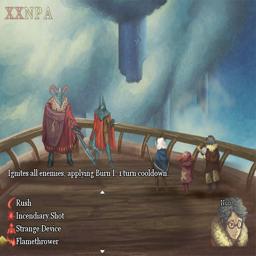 XXNPA
Ignites all enemies, applying Burn I. 1 turn cooldown
Rush
Incendiary Shot
Strange Device
Flamethrower